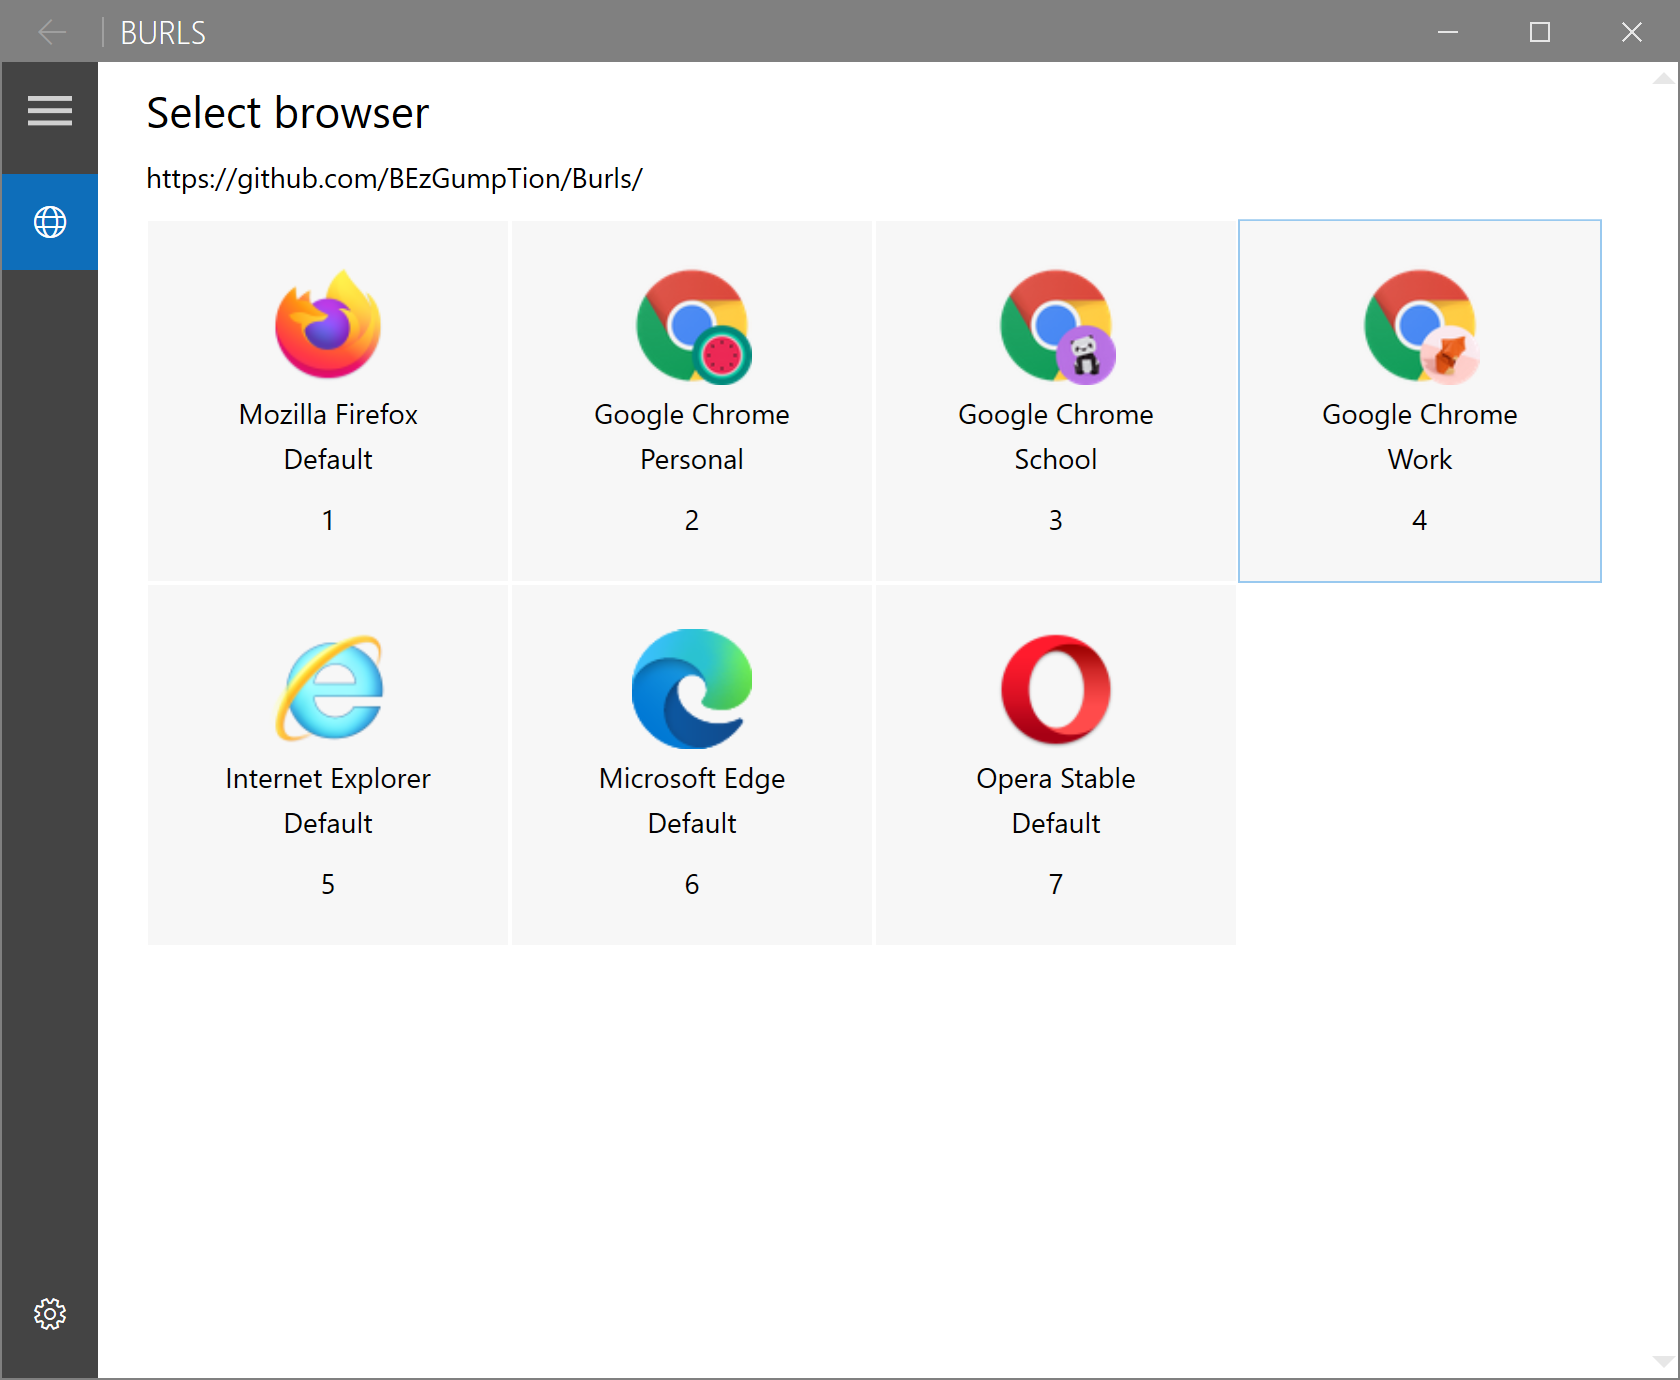 BURLS
Select browser
https://github.com/BEzGumpTion/Burls/
Mozilla Firefox
Default
1
Google Chrome
Personal
2
Google Chrome
School
3
Google Chrome
Work
4
Internet Explorer
Default
5
Microsoft Edge
Default
6
Opera Stable
Default
7